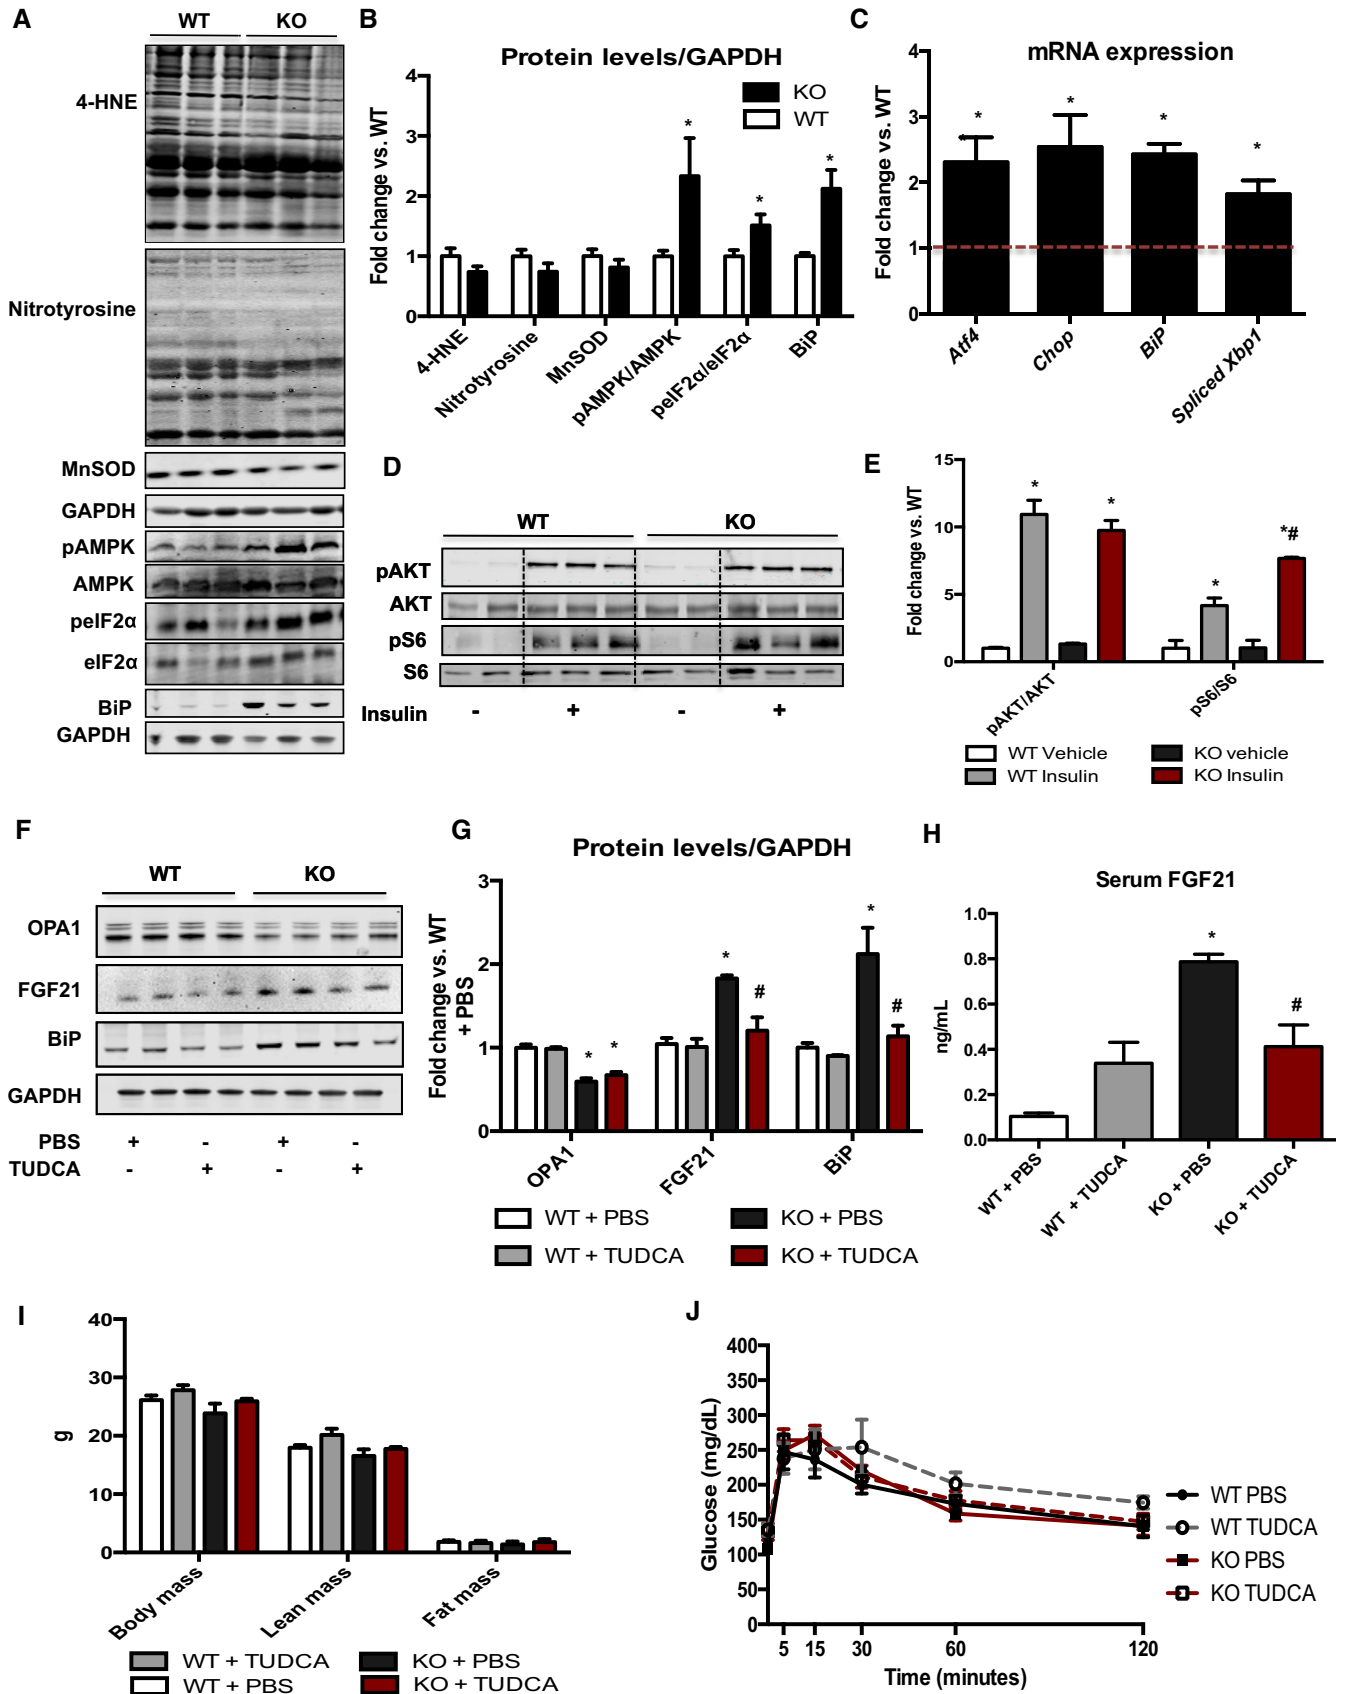 A
WT KO
4-HNE
Nitrotyrosine
MnSOD
GAPDH
pAMPK
AMPK
peIF2α
eIF2α
BiP
GAPDH
B
Protein levels/GAPDH
KO
WT
Fold change vs. WT
4
3
2
1
0
* * *
4-HNE
Nitrotyrosine
MnSOD
pAMPK/AMPK
peIF2α/eIF2α
BiP
C
mRNA expression
Fold change vs. WT
4
3
2
1
0
* * * *
Atf4
Chop
BiP
Spliced Xbp1
D
WT KO
pAKT
AKT
pS6
S6
Insulin - + - +
E
Fold change vs. WT
15
10
5
0
* * * *#
pAKT/AKT
pS6/S6
WT Vehicle
KO vehicle
WT Insulin
KO Insulin
F
WT KO
OPA1
FGF21
BiP
GAPDH
PBS + - + -
TUDCA - + - +
G
Protein levels/GAPDH
Fold change vs. WT
+ PBS
3
2
1
0
* * * # * #
OPA1
FGF21
BiP
WT + PBS
KO + PBS
WT + TUDCA
KO + TUDCA
H
Serum FGF21
ng/mL
1.0
0.8
0.6
0.4
0.2
0.0
* #
WT + PBS
WT + TUDCA
KO + PBS
KO + TUDCA
I
g
40
30
20
10
0
Body mass
Lean mass
Fat mass
WT + TUDCA
KO + PBS
WT + PBS
KO + TUDCA
J
Glucose (mg/dL)
400
350
300
250
200
150
100
50
0
5 15 30 60 120
Time (minutes)
WT PBS
WT TUDCA
KO PBS
KO TUDCA